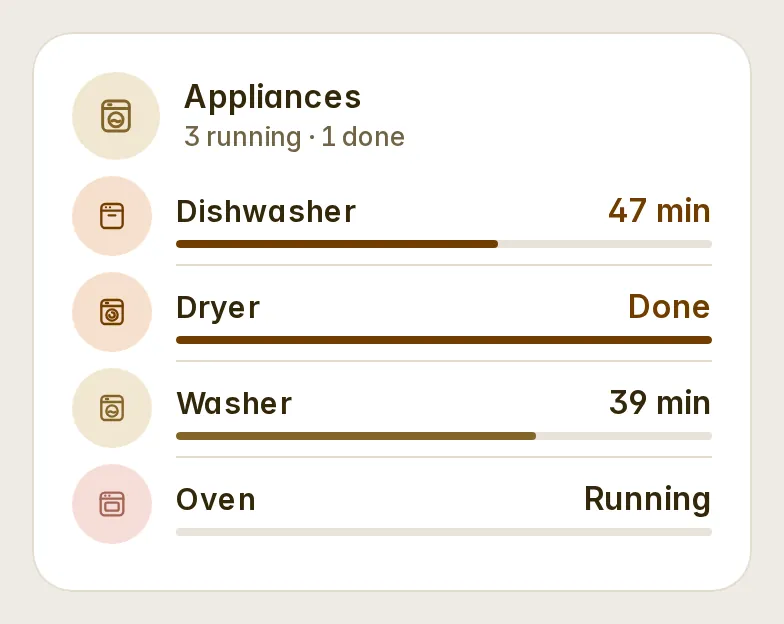 Appliances
3 running · 1 done
Dishwasher 47 min
Dryer Done
Washer 39 min
Oven Running